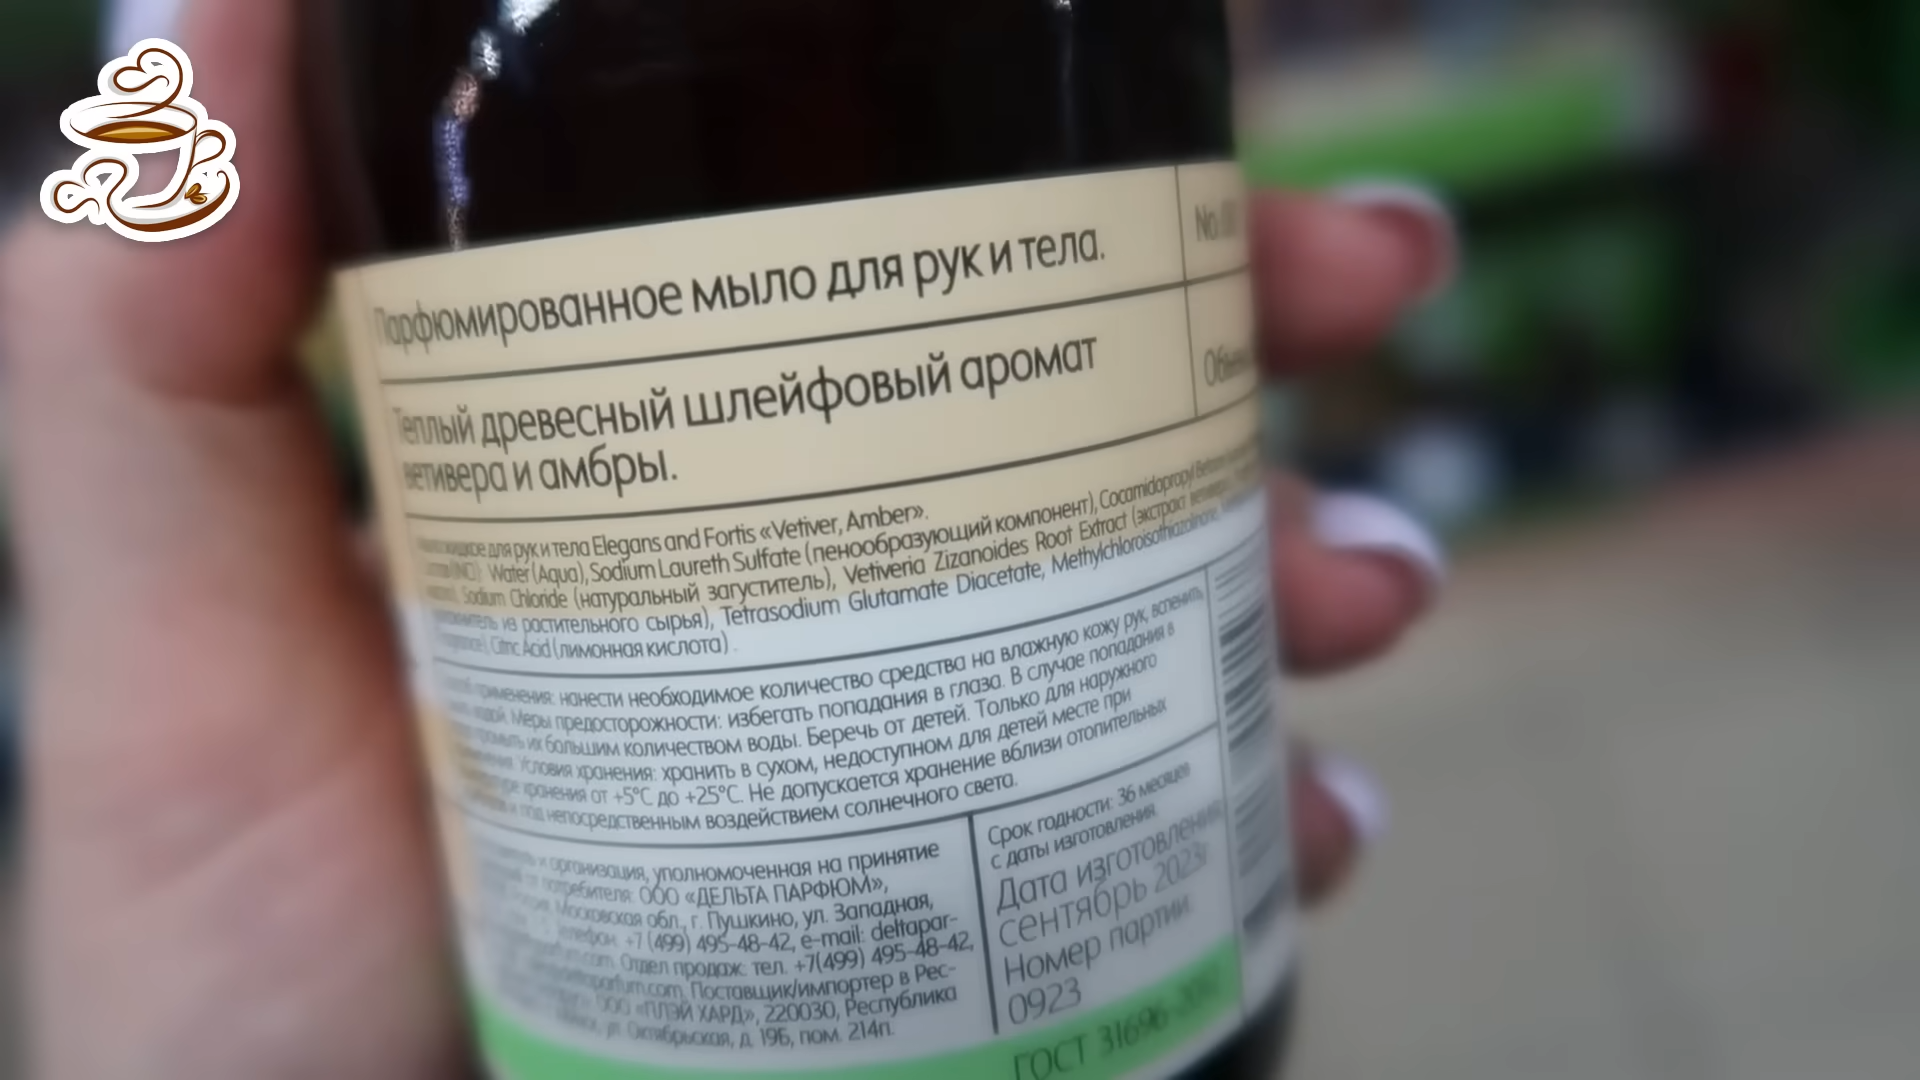 Парфюмированное мыло для рук и тела.
No.
Теплый древесный шлейфовый аромат
ветивера и амбры.
для рук и тела Elegans and Fortis «Vetiver, Amber».
Water (Aqua), Sodium Laureth Sulfate (пенообразующий компонент), Cocamidopropyl
Sodium Chloride (натуральный загуститель), Vetiveria Zizanoides Root Extract (экстракт
из растительного сырья), Tetrasodium Glutamate Diacetate, Methylchloroisothiazolinone,
Citric Acid (лимонная кислота) .
применения: нанести необходимое количество средства на влажную кожу рук, вспенить,
водой. Меры предосторожности: избегать попадания в глаза. В случае попадания в
промыть их большим количеством воды. Беречь от детей. Только для наружного
Условия хранения: хранить в сухом, недоступном для детей месте при
хранения от +5°C до +25°C. Не допускается хранение вблизи отопительных
и под непосредственным воздействием солнечного света.
и организация, уполномоченная на принятие
потребителя: ООО «ДЕЛЬТА ПАРФЮМ»,
Московская обл., г. Пушкино, ул. Западная,
+7 (499) 495-48-42, e-mail: deltapar-
Отдел продаж: тел. +7(499) 495-48-42,
Поставщик/импортер в Рес-
ООО «ПЛЭЙ ХАРД», 220030, Республика
ул. Октябрьская, д. 19Б, пом. 214п.
Срок годности: 36 месяцев
с даты изготовления.
Дата изготовления:
сентябрь 2023г
Номер партии:
0923
ГОСТ 31696-